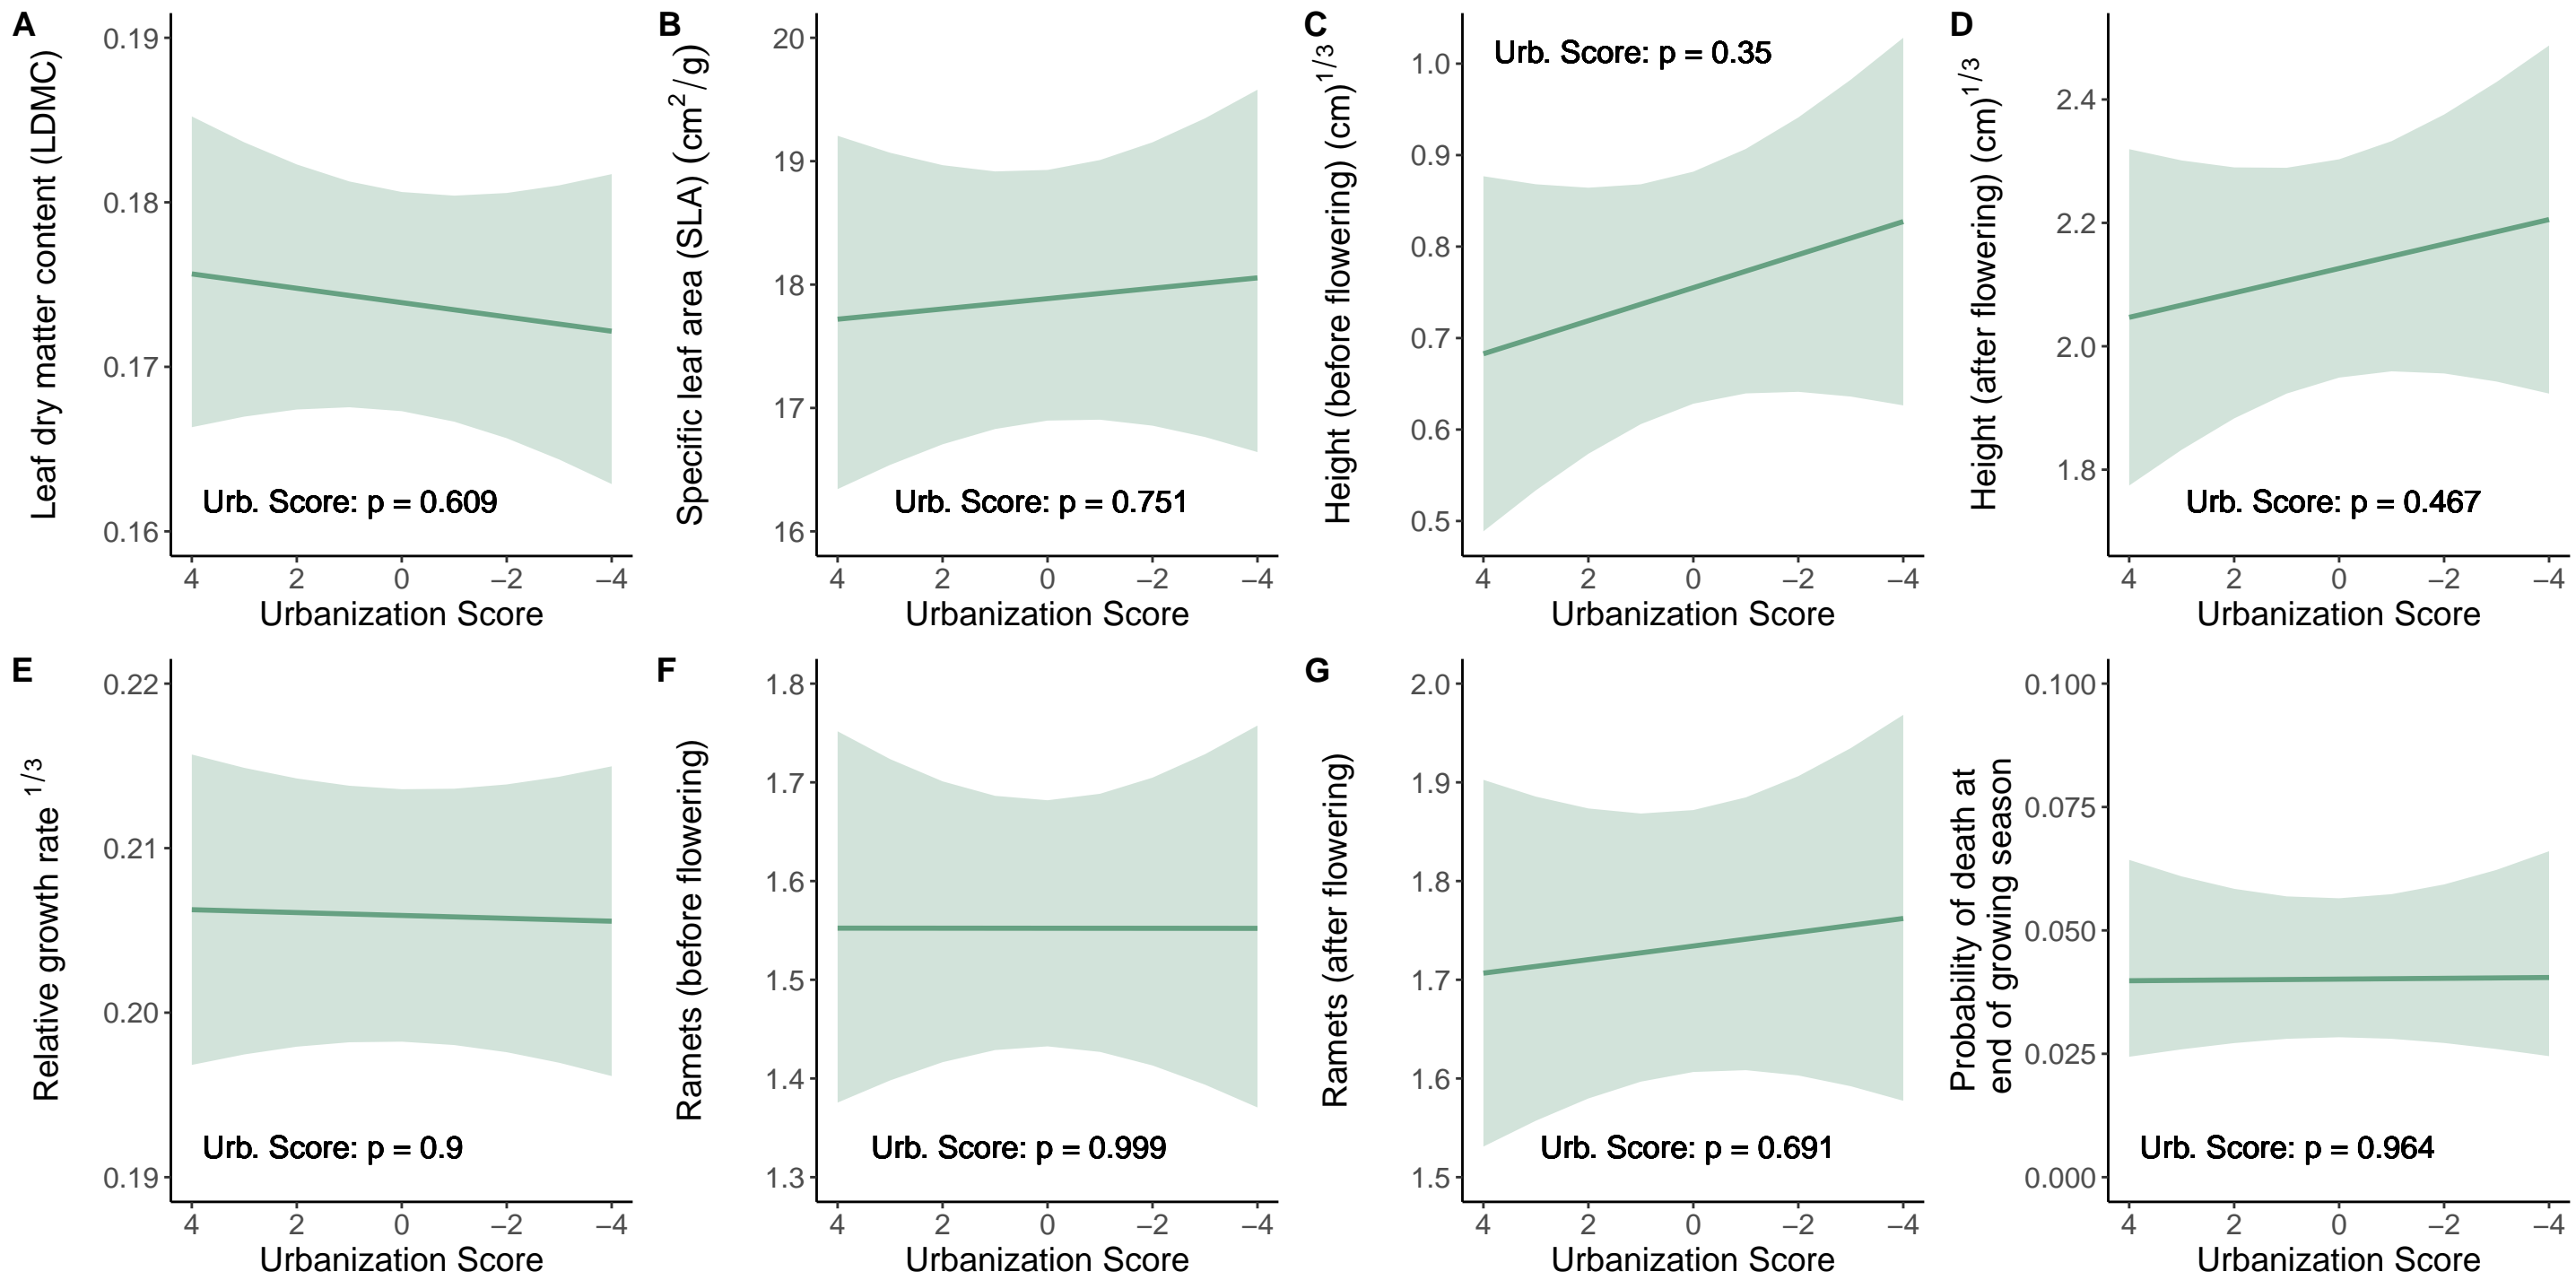 A
Leaf dry matter content (LDMC)
0.19
0.18
0.17
0.16
Urb. Score: p = 0.609
4 2 0 −2 −4
Urbanization Score
B
Specific leaf area (SLA) (cm²/g)
20
19
18
17
16
Urb. Score: p = 0.751
4 2 0 −2 −4
Urbanization Score
C
Height (before flowering) (cm)^1/3
1.0
0.9
0.8
0.7
0.6
0.5
Urb. Score: p = 0.35
4 2 0 −2 −4
Urbanization Score
D
Height (after flowering) (cm)^1/3
2.4
2.2
2.0
1.8
Urb. Score: p = 0.467
4 2 0 −2 −4
Urbanization Score
E
Relative growth rate ^1/3
0.22
0.21
0.20
0.19
Urb. Score: p = 0.9
4 2 0 −2 −4
Urbanization Score
F
Ramets (before flowering)
1.8
1.7
1.6
1.5
1.4
1.3
Urb. Score: p = 0.999
4 2 0 −2 −4
Urbanization Score
G
Ramets (after flowering)
2.0
1.9
1.8
1.7
1.6
1.5
Urb. Score: p = 0.691
4 2 0 −2 −4
Urbanization Score
Probability of death at
end of growing season
0.100
0.075
0.050
0.025
0.000
Urb. Score: p = 0.964
4 2 0 −2 −4
Urbanization Score